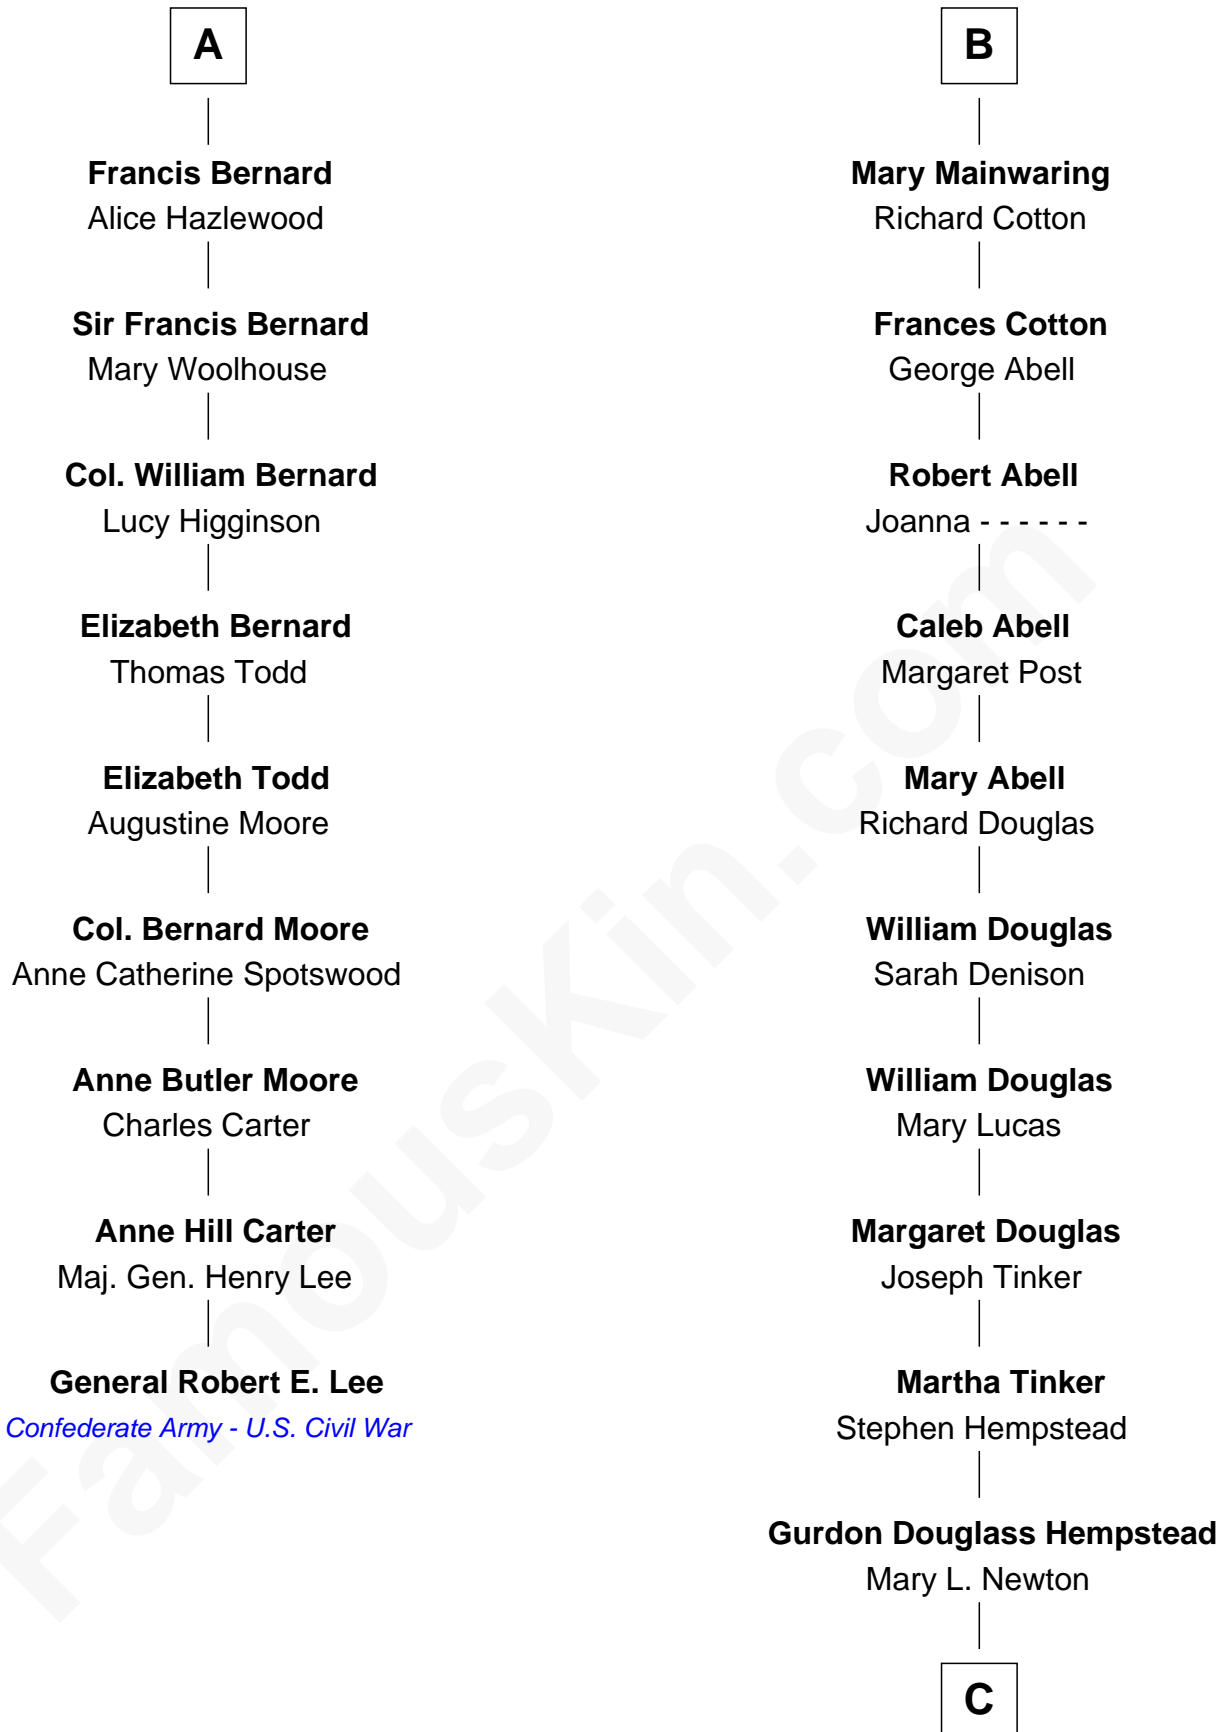 A
Francis Bernard
Alice Hazlewood
Sir Francis Bernard
Mary Woolhouse
Col. William Bernard
Lucy Higginson
Elizabeth Bernard
Thomas Todd
Elizabeth Todd
Augustine Moore
Col. Bernard Moore
Anne Catherine Spotswood
Anne Butler Moore
Charles Carter
Anne Hill Carter
Maj. Gen. Henry Lee
General Robert E. Lee
Confederate Army - U.S. Civil War
B
Mary Mainwaring
Richard Cotton
Frances Cotton
George Abell
Robert Abell
Joanna - - - - - -
Caleb Abell
Margaret Post
Mary Abell
Richard Douglas
William Douglas
Sarah Denison
William Douglas
Mary Lucas
Margaret Douglas
Joseph Tinker
Martha Tinker
Stephen Hempstead
Gurdon Douglass Hempstead
Mary L. Newton
C
FamousKin.com